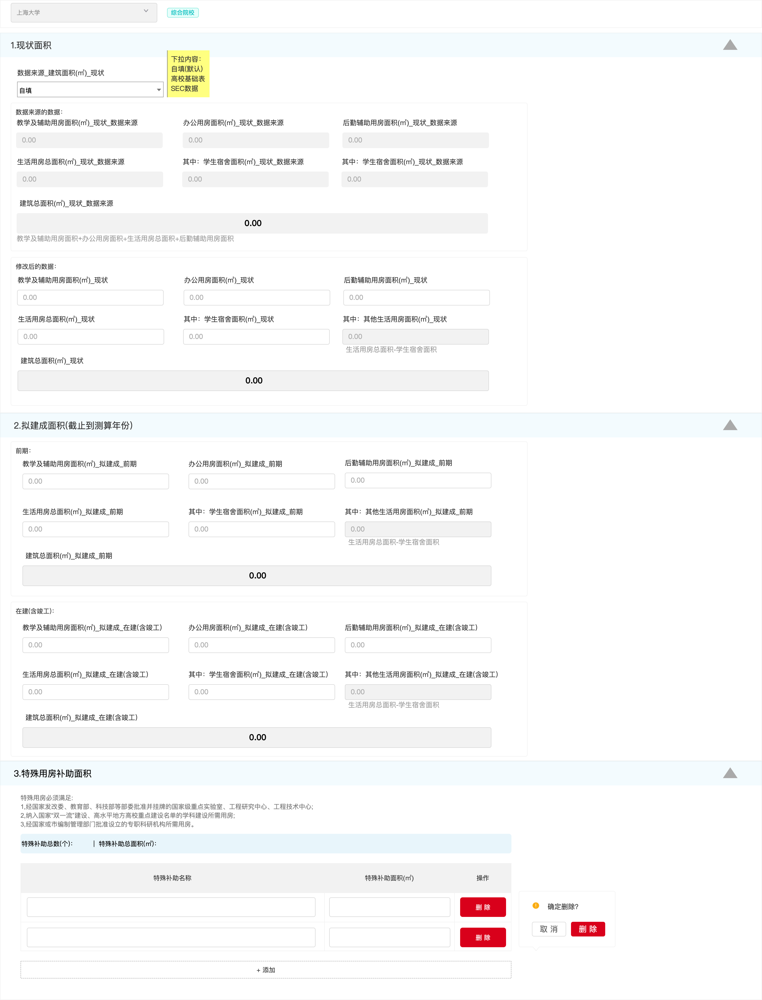 上海大学
综合院校
1.现状面积
下拉内容：
自填(默认)
高校基础表
SEC数据
数据来源_建筑面积(㎡)_现状
自填
数据来源的数据：
教学及辅助用房面积(㎡)_现状_数据来源 办公用房面积(㎡)_现状_数据来源 后勤辅助用房面积(㎡)_现状_数据来源
0.00 0.00 0.00
生活用房总面积(㎡)_现状_数据来源 其中：学生宿舍面积(㎡)_现状_数据来源 其中：学生宿舍面积(㎡)_现状_数据来源
0.00 0.00 0.00
建筑总面积(㎡)_现状_数据来源
0.00
教学及辅助用房面积+办公用房面积+生活用房总面积+后勤辅助用房面积
修改后的数据：
教学及辅助用房面积(㎡)_现状 办公用房面积(㎡)_现状 后勤辅助用房面积(㎡)_现状
0.00 0.00 0.00
生活用房总面积(㎡)_现状 其中：学生宿舍面积(㎡)_现状 其中：其他生活用房面积(㎡)_现状
0.00 0.00 0.00
生活用房总面积-学生宿舍面积
建筑总面积(㎡)_现状
0.00
2.拟建成面积(截止到测算年份)
前期：
教学及辅助用房面积(㎡)_拟建成_前期 办公用房面积(㎡)_拟建成_前期 后勤辅助用房面积(㎡)_拟建成_前期
0.00 0.00 0.00
生活用房总面积(㎡)_拟建成_前期 其中：学生宿舍面积(㎡)_拟建成_前期 其中：其他生活用房面积(㎡)_拟建成_前期
0.00 0.00 0.00
生活用房总面积-学生宿舍面积
建筑总面积(㎡)_拟建成_前期
0.00
在建(含竣工)：
教学及辅助用房面积(㎡)_拟建成_在建(含竣工) 办公用房面积(㎡)_拟建成_在建(含竣工) 后勤辅助用房面积(㎡)_拟建成_在建(含竣工)
0.00 0.00 0.00
生活用房总面积(㎡)_拟建成_在建(含竣工) 其中：学生宿舍面积(㎡)_拟建成_在建(含竣工) 其中：其他生活用房面积(㎡)_拟建成_在建(含竣工)
0.00 0.00 0.00
生活用房总面积-学生宿舍面积
建筑总面积(㎡)_拟建成_在建(含竣工)
0.00
3.特殊用房补助面积
特殊用房必须满足:
1,经国家发改委、教育部、科技部等部委批准并挂牌的国家级重点实验室、工程研究中心、工程技术中心;
2,纳入国家“双一流”建设、高水平地方高校重点建设名单的学科建设所需用房;
3,经国家或市编制管理部门批准设立的专职科研机构所需用房。
特殊补助总数(个)： | 特殊补助总面积(㎡)：
特殊补助名称 特殊补助面积(㎡) 操作
删 除
确定删除?
取 消 删 除
删 除
+ 添加